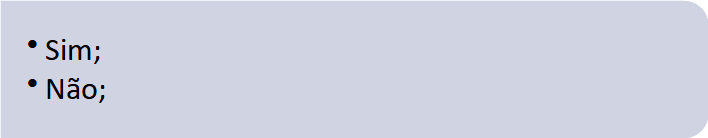 • Sim;
• Não;